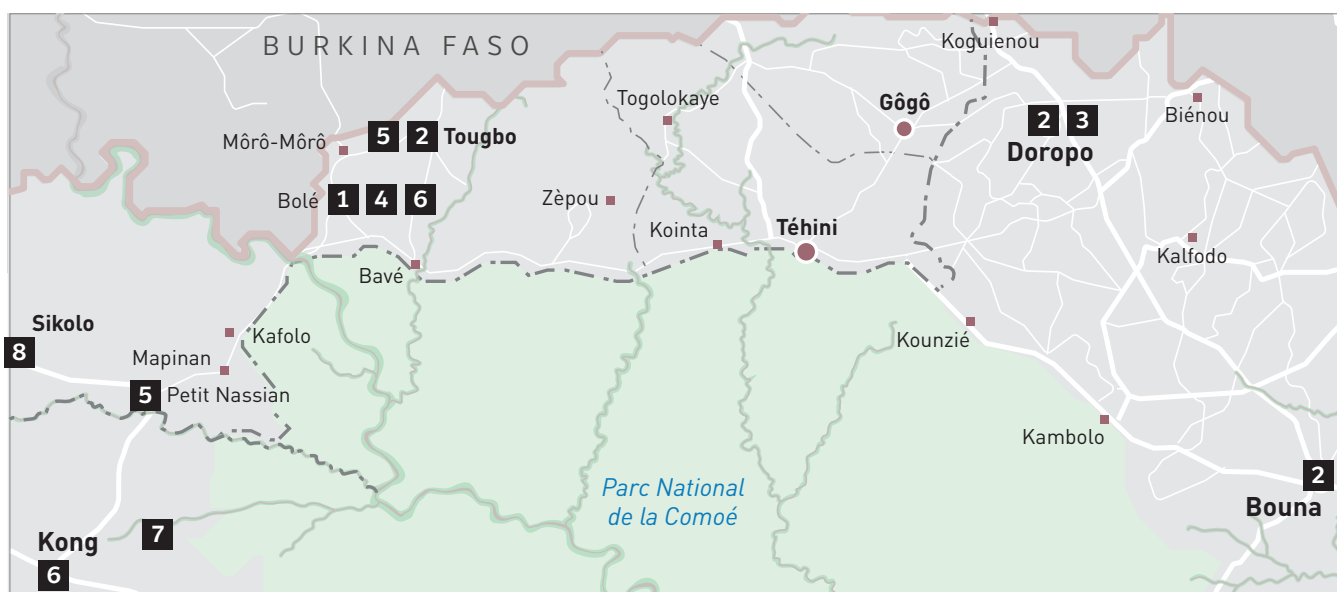 BURKINA FASO
Koguienou
Togolokaye
Gôgô
2 3
Doropo
Biénou
Môrô-Môrô
5 2 Tougbo
Bolé 1 4 6
Zèpou
Kointa
Téhini
Kalfodo
Bavé
Sikolo
8
Kafolo
Mapinan
5 Petit Nassian
Kounzié
Kambolo
Parc National
de la Comoé
2
Bouna
Kong
7
6